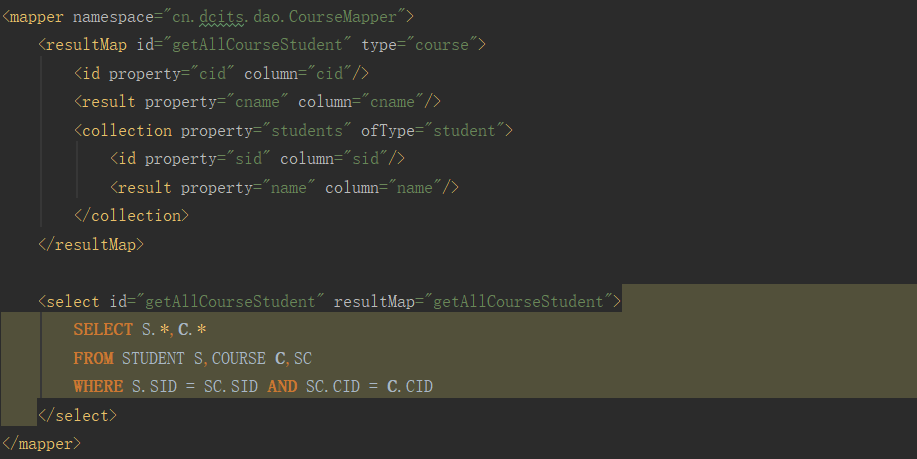 <mapper namespace="cn.dcits.dao.CourseMapper">
<resultMap id="getAllCourseStudent" type="course">
<id property="cid" column="cid"/>
<result property="cname" column="cname"/>
<collection property="students" ofType="student">
<id property="sid" column="sid"/>
<result property="name" column="name"/>
</collection>
</resultMap>
<select id="getAllCourseStudent" resultMap="getAllCourseStudent">
SELECT S.*,C.*
FROM STUDENT S,COURSE C,SC
WHERE S.SID = SC.SID AND SC.CID = C.CID
</select>
</mapper>